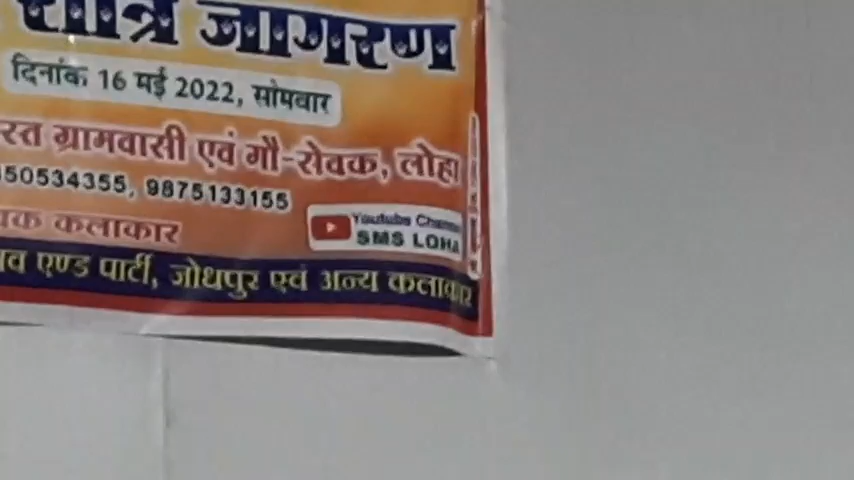 रात्रि जागरण
दिनांक 16 मई 2022, सोमवार
ग्रामवासी एवं गौ-सेवक, लोहा
50534355, 9875133155
कलाकार
Youtube Channel
SMS LOHA
एण्ड पार्टी, जोधपुर एवं अन्य कलाकार